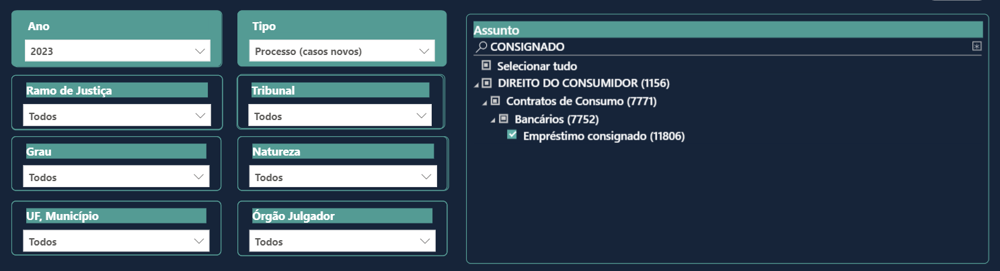 Ano
2023
Tipo
Processo (casos novos)
Ramo de Justiça
Todos
Tribunal
Todos
Grau
Todos
Natureza
Todos
UF, Município
Todos
Órgão Julgador
Todos
Assunto
CONSIGNADO
Selecionar tudo
DIREITO DO CONSUMIDOR (1156)
Contratos de Consumo (7771)
Bancários (7752)
Empréstimo consignado (11806)